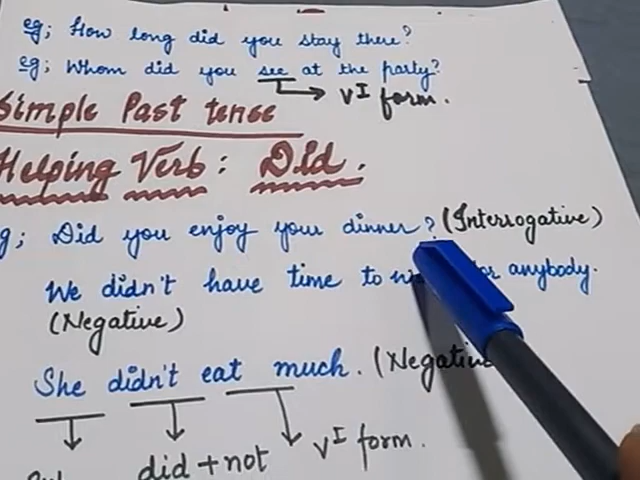 eg; How long did you stay there?
eg; Whom did you see at the party?
VI form.
Simple Past tense
Helping Verb: Did.
g; Did you enjoy your dinner? (Interrogative)
We didn't have time to anybody.
(Negative)
She didn't eat much. (Negative
did + not VI form.